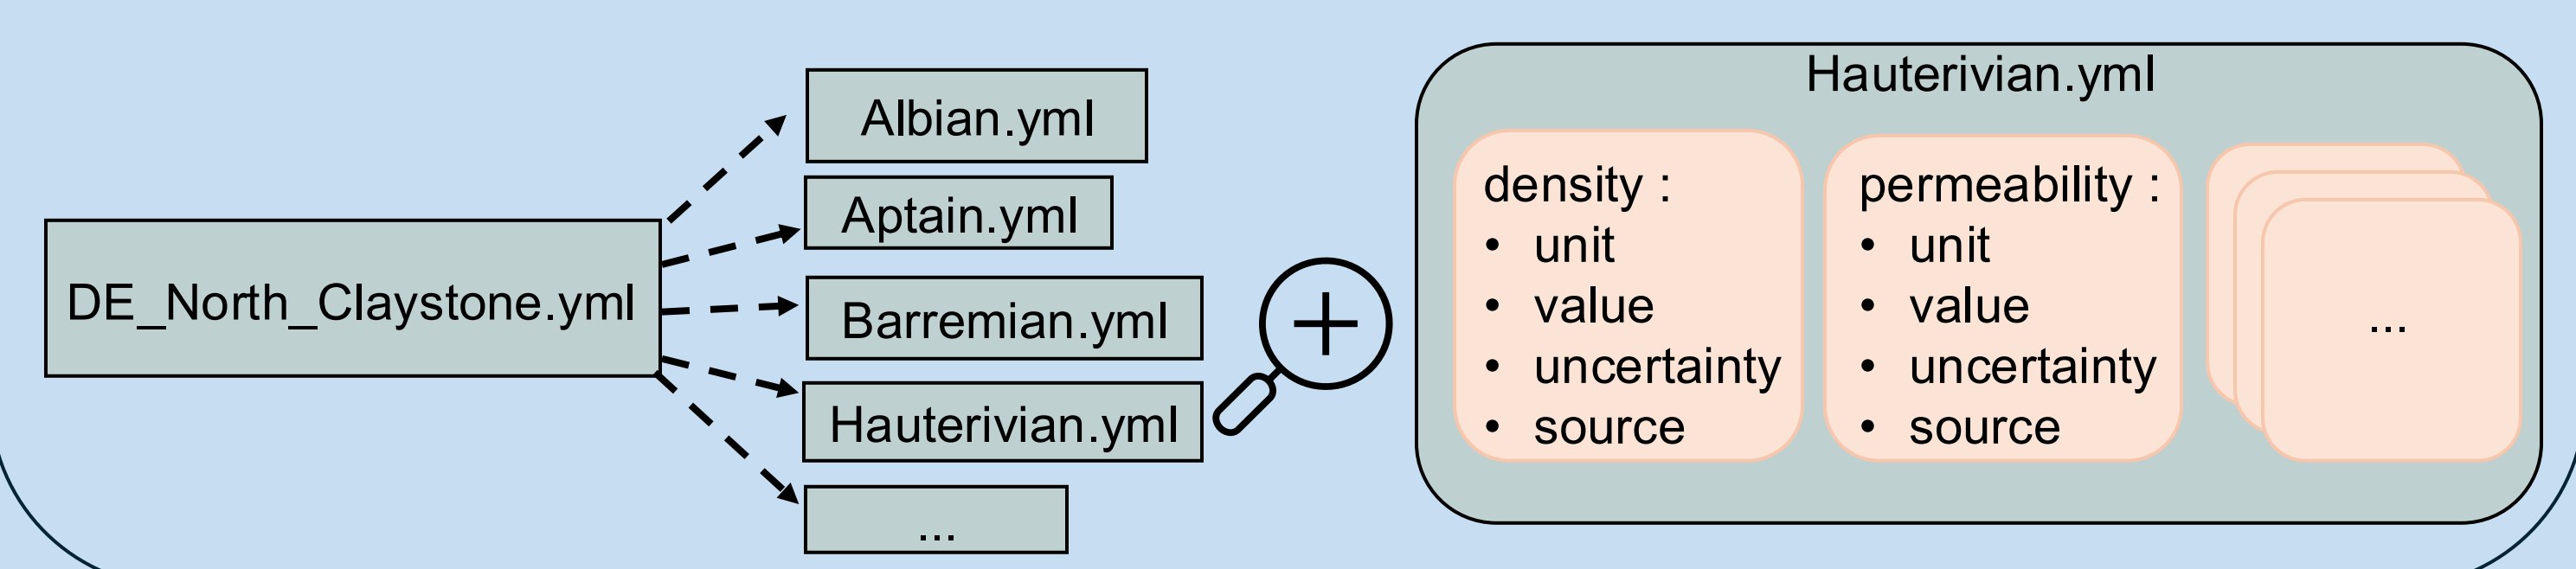 DE_North_Claystone.yml
Albian.yml
Aptain.yml
Barremian.yml
Hauterivian.yml
...
Hauterivian.yml
density :
• unit
• value
• uncertainty
• source
permeability :
• unit
• value
• uncertainty
• source
...